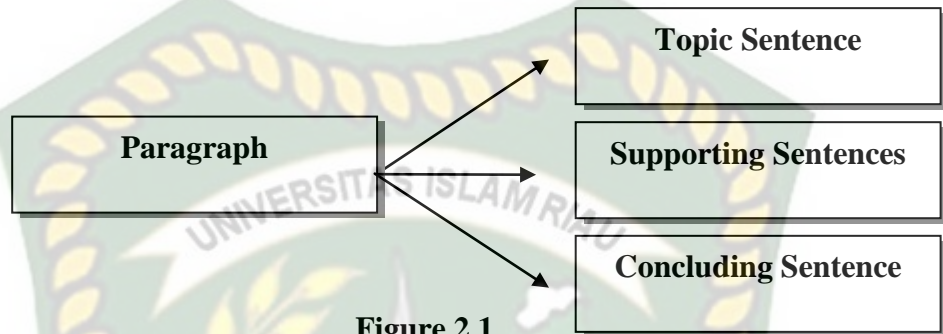 Topic Sentence
Paragraph
Supporting Sentences
UNIVERSITAS ISLAM RIAU
Concluding Sentence
Figure 2.1